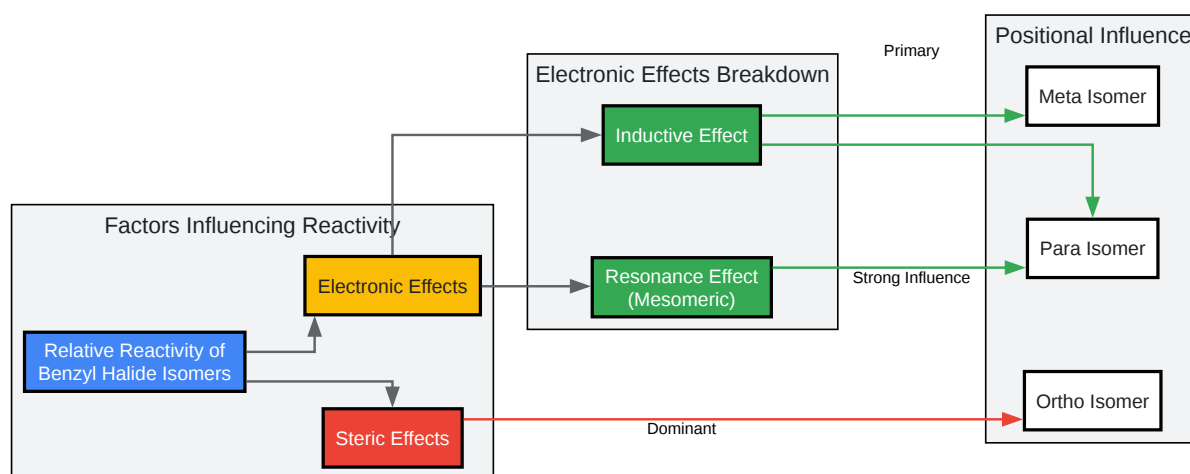 Primary
Positional Influence
Electronic Effects Breakdown
Meta Isomer
Inductive Effect
Factors Influencing Reactivity
Para Isomer
Electronic Effects
Resonance Effect
(Mesomeric)
Strong Influence
Relative Reactivity of
Benzyl Halide Isomers
Ortho Isomer
Steric Effects
Dominant